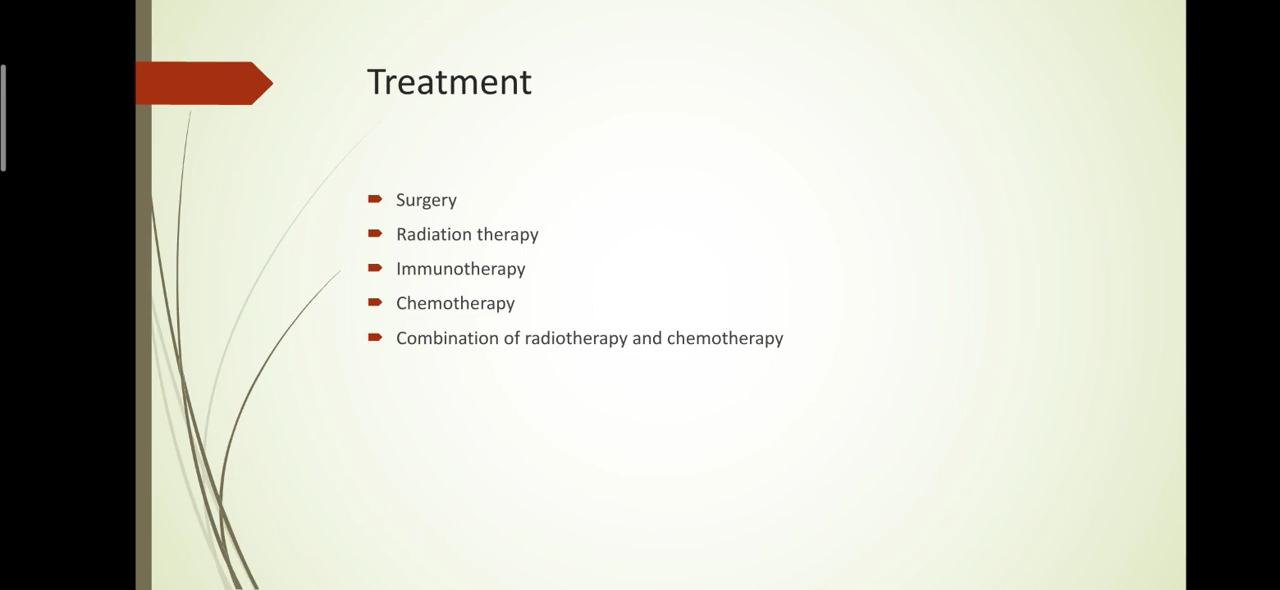 Treatment
Surgery
Radiation therapy
Immunotherapy
Chemotherapy
Combination of radiotherapy and chemotherapy